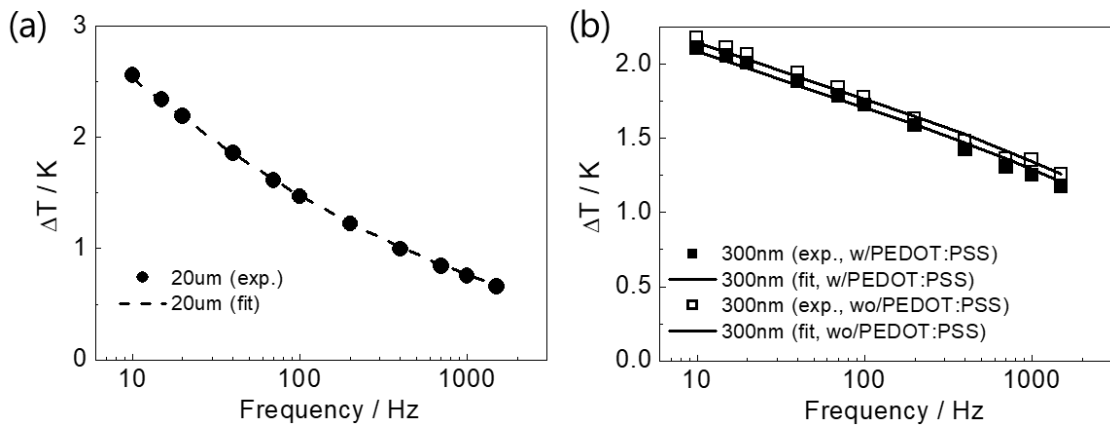 (a)
3
2
1
0
ΔT / K
20um (exp.)
20um (fit)
10
100
1000
Frequency / Hz
(b)
2.0
1.5
1.0
0.5
0.0
ΔT / K
300nm (exp., w/PEDOT:PSS)
300nm (fit, w/PEDOT:PSS)
300nm (exp., wo/PEDOT:PSS)
300nm (fit, wo/PEDOT:PSS)
10
100
1000
Frequency / Hz